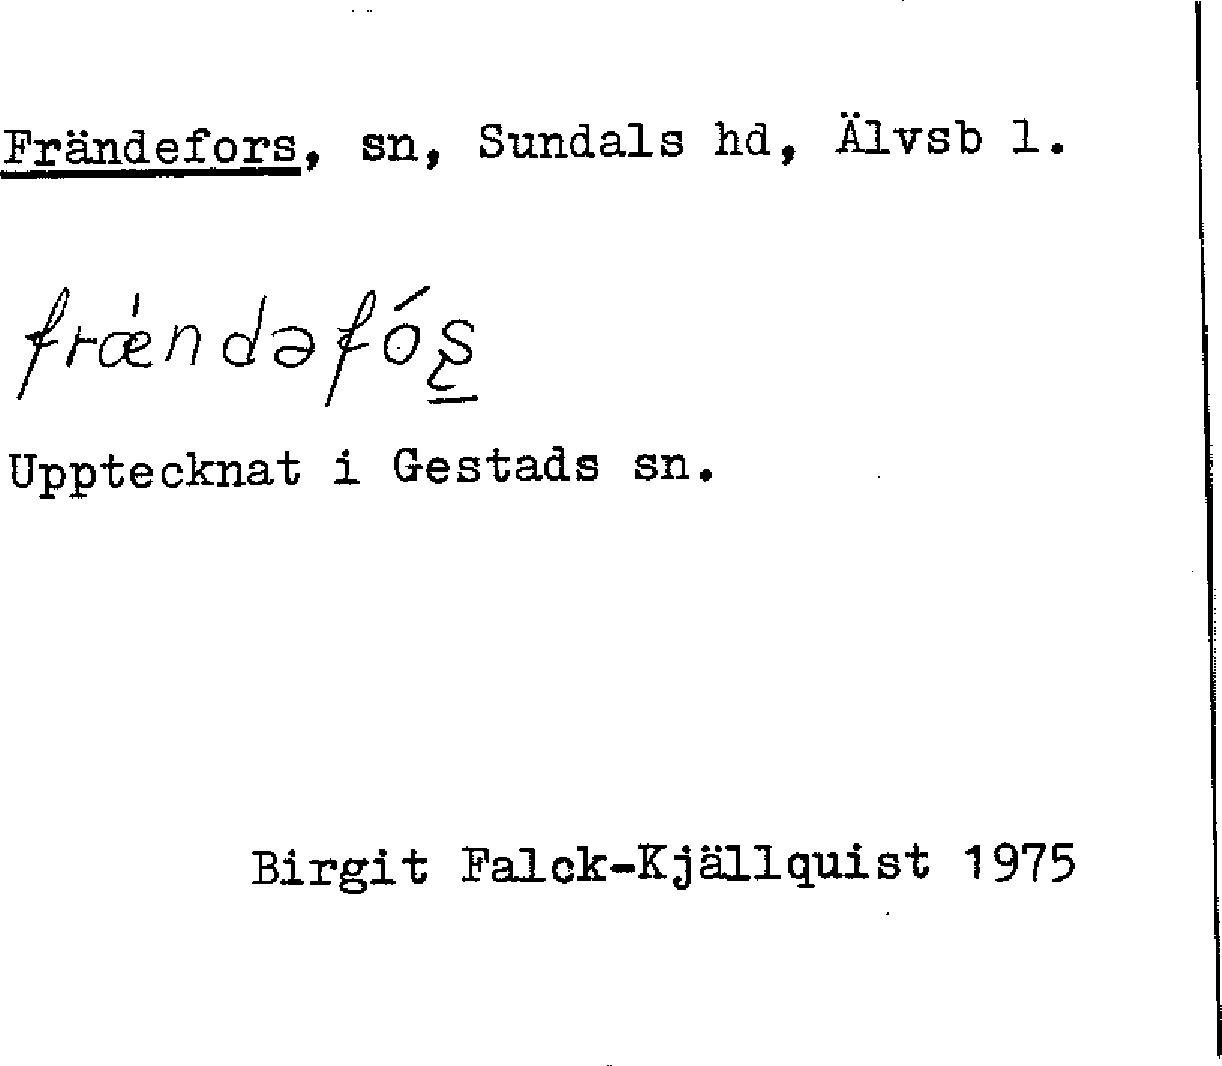 Frändefors, sn, Sundals hd, Älvsb l.
frǽndəfóʂ
Upptecknat i Gestads sn.
Birgit Falck-Kjällquist 1975